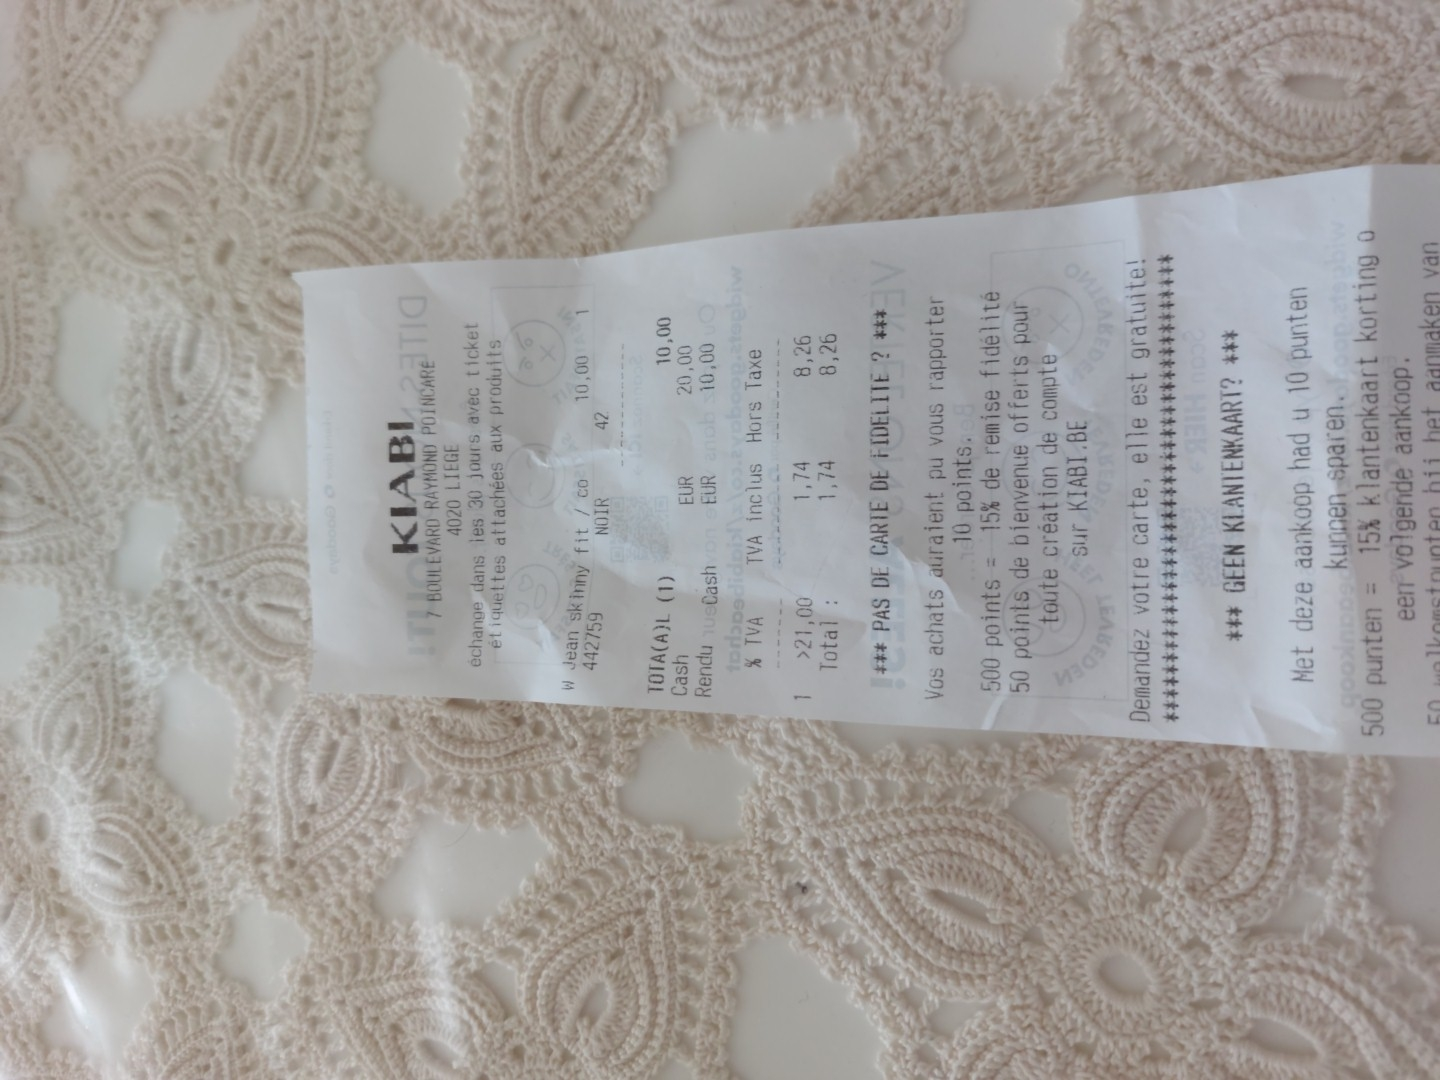 KIABI
7 BOULEVARD RAYMOND POINCARE
4020 LIEGE
échange dans les 30 jours avec ticket
étiquettes attachées aux produits
W Jean skinny fit / co 10,00 1
442759 NOIR 42
TOTA(A)L (1) 10,00
Cash EUR 20,00
Rendu Cash EUR 10,00
% TVA TVA inclus Hors Taxe
1 >21,00 1,74 8,26
Total : 1,74 8,26
*** PAS DE CARTE DE FIDELITE ? ***
Vos achats auraient pu vous rapporter
10 points.
500 points = 15% de remise fidélité
50 points de bienvenue offerts pour
toute création de compte
sur KIABI.BE
Demandez votre carte, elle est gratuite!
****************************************
*** GEEN KLANTENKAART? ***
Met deze aankoop had u 10 punten
kunnen sparen.
500 punten = 15% klantenkaart korting o
een volgende aankoop.
50 welkomstpunten bij het aanmaken van